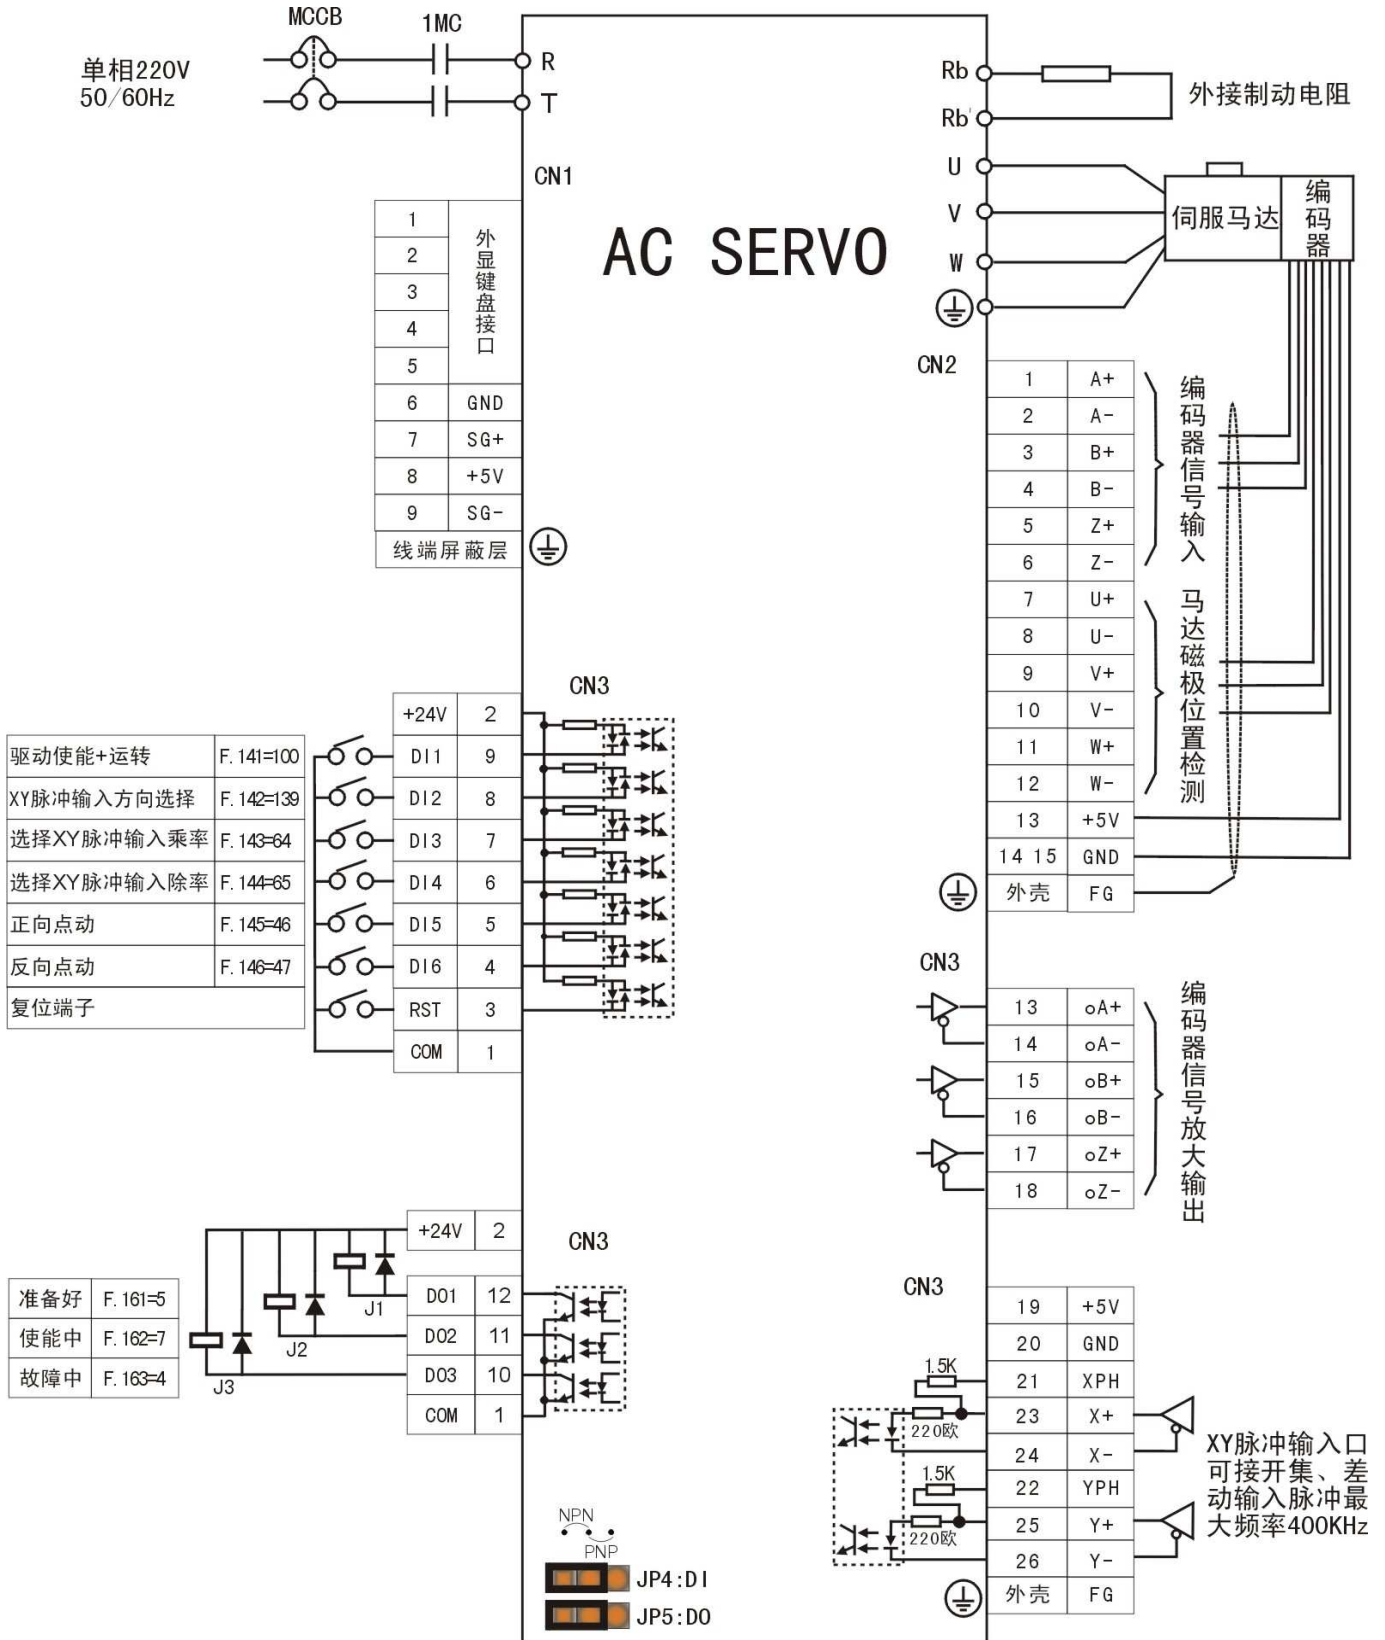 MCCB
1MC
单相220V
50/60Hz
R
T
CN1
AC SERVO
Rb
Rb'
外接制动电阻
U
V
W
伺服马达
编码器
1
2
3
4
5
外显键盘接口
6 GND
7 SG+
8 +5V
9 SG-
线端屏蔽层
CN2
1 A+
2 A-
3 B+
4 B-
5 Z+
6 Z-
7 U+
8 U-
9 V+
10 V-
11 W+
12 W-
13 +5V
14 15 GND
外壳 FG
编码器信号输入
马达磁极位置检测
CN3
+24V 2
驱动使能+运转 F.141=100 DI1 9
XY脉冲输入方向选择 F.142=139 DI2 8
选择XY脉冲输入乘率 F.143=64 DI3 7
选择XY脉冲输入除率 F.144=65 DI4 6
正向点动 F.145=46 DI5 5
反向点动 F.146=47 DI6 4
复位端子 RST 3
COM 1
CN3
13 oA+
14 oA-
15 oB+
16 oB-
17 oZ+
18 oZ-
编码器信号放大输出
+24V 2
CN3
准备好 F.161=5
使能中 F.162=7
故障中 F.163=4
J1
J2
J3
DO1 12
DO2 11
DO3 10
COM 1
CN3
19 +5V
20 GND
1.5K
21 XPH
23 X+
220欧
24 X-
1.5K
22 YPH
25 Y+
220欧
26 Y-
外壳 FG
XY脉冲输入口
可接开集、差
动输入脉冲最
大频率400KHz
NPN
PNP
JP4:DI
JP5:DO